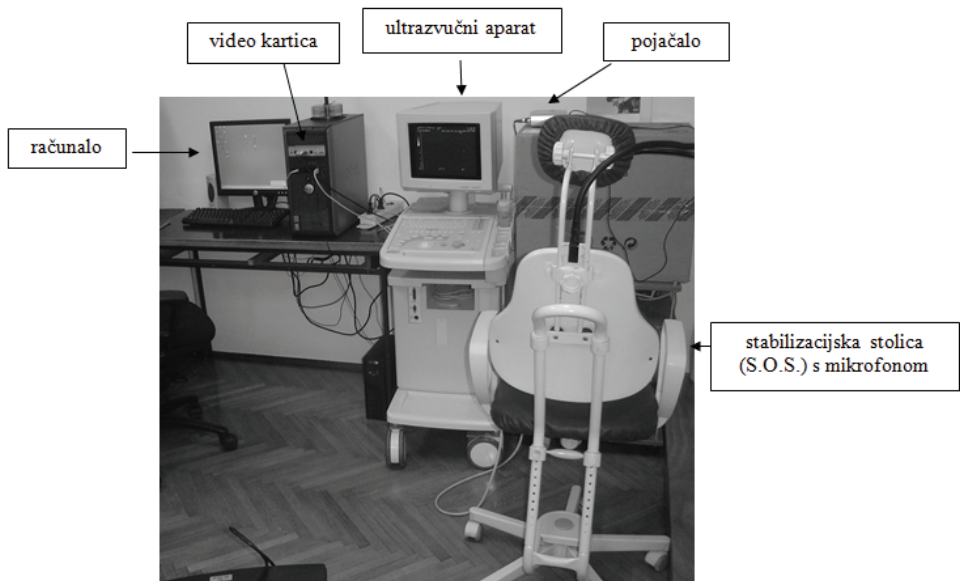 ultrazvučni aparat
video kartica
pojačalo
računalo
stabilizacijska stolica
(S.O.S.) s mikrofonom